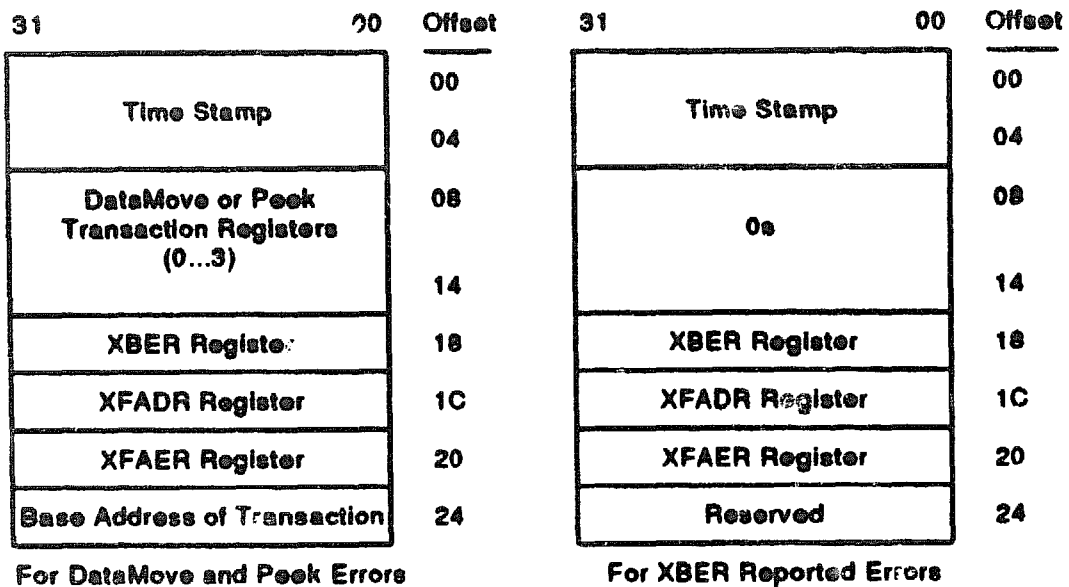 31 00 Offset
Time Stamp 00
04
DataMove or Peek 08
Transaction Registers
(0...3)
14
XBER Register 18
XFADR Register 1C
XFAER Register 20
Base Address of Transaction 24
For DataMove and Peek Errors
31 00 Offset
Time Stamp 00
04
0s 08
14
XBER Register 18
XFADR Register 1C
XFAER Register 20
Reserved 24
For XBER Reported Errors